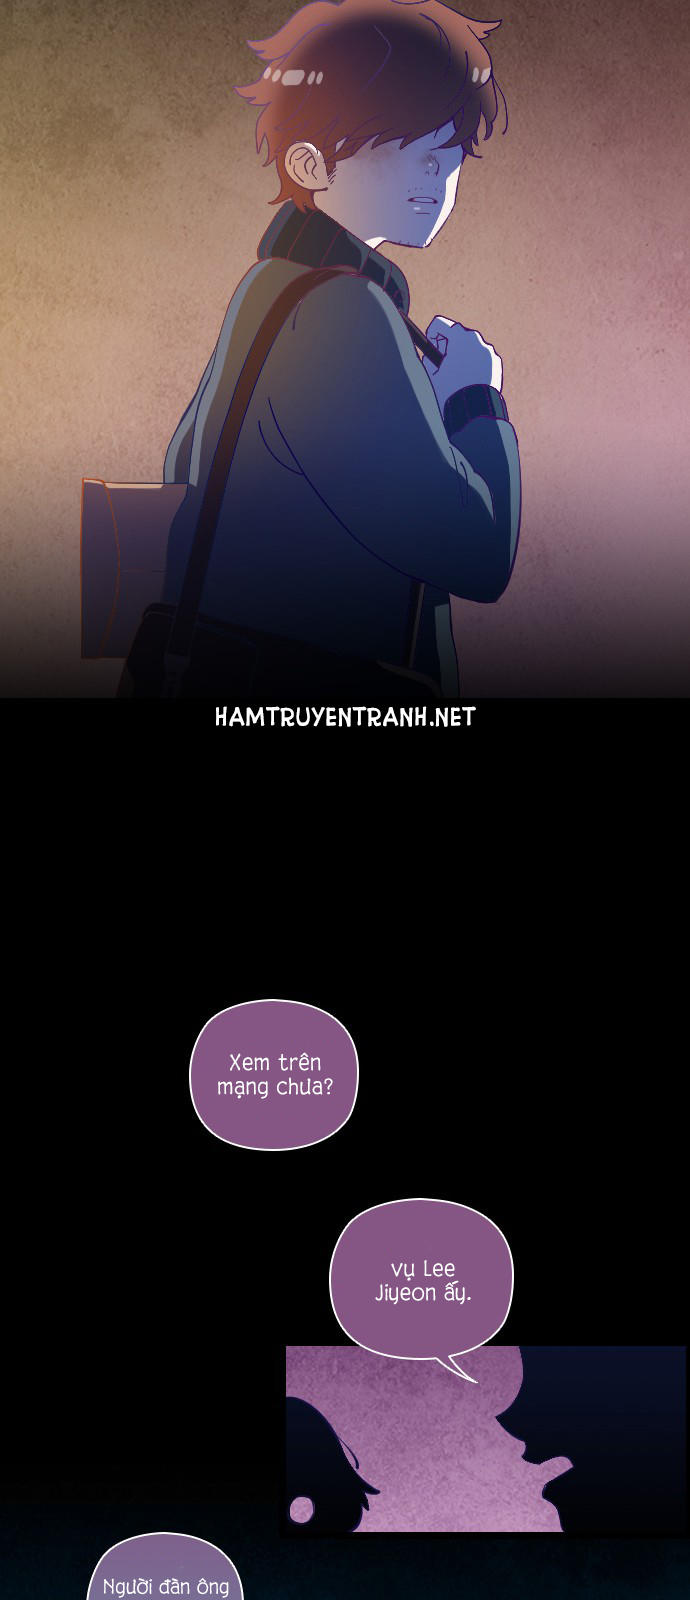 HAMTRUYENTRANH.NET
Xem trên
mạng chưa?
vụ Lee
Jiyeon ấy.
Người đàn ông